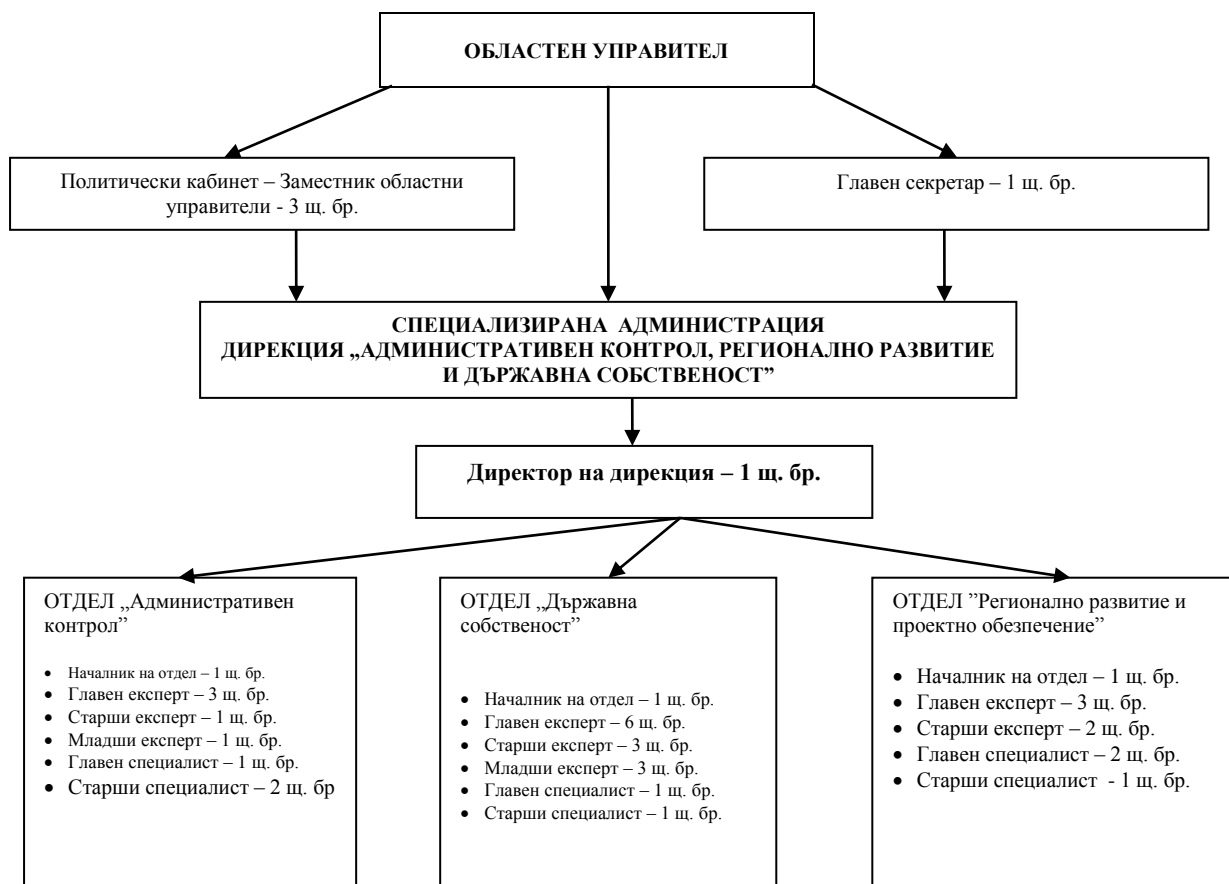 ОБЛАСТЕН УПРАВИТЕЛ
Политически кабинет – Заместник областни
управители - 3 щ. бр.
Главен секретар – 1 щ. бр.
СПЕЦИАЛИЗИРАНА АДМИНИСТРАЦИЯ
ДИРЕКЦИЯ „АДМИНИСТРАТИВЕН КОНТРОЛ, РЕГИОНАЛНО РАЗВИТИЕ
И ДЪРЖАВНА СОБСТВЕНОСТ”
Директор на дирекция – 1 щ. бр.
ОТДЕЛ „Административен
контрол”
• Началник на отдел – 1 щ. бр.
• Главен експерт – 3 щ. бр.
• Старши експерт – 1 щ. бр.
• Младши експерт – 1 щ. бр.
• Главен специалист – 1 щ. бр.
• Старши специалист – 2 щ. бр
ОТДЕЛ „Държавна
собственост”
• Началник на отдел – 1 щ. бр.
• Главен експерт – 6 щ. бр.
• Старши експерт – 3 щ. бр.
• Младши експерт – 3 щ. бр.
• Главен специалист – 1 щ. бр.
• Старши специалист – 1 щ. бр.
ОТДЕЛ ”Регионално развитие и
проектно обезпечение”
• Началник на отдел – 1 щ. бр.
• Главен експерт – 3 щ. бр.
• Старши експерт – 2 щ. бр.
• Главен специалист – 2 щ. бр.
• Старши специалист - 1 щ. бр.